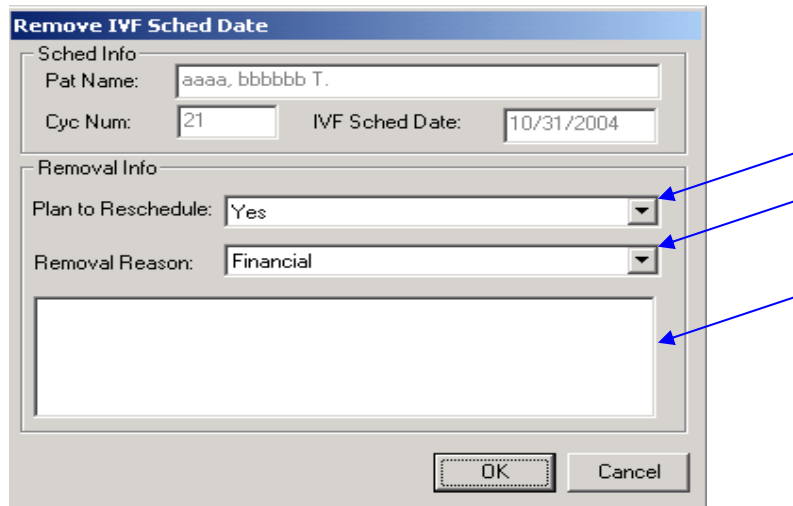 Remove IVF Sched Date
Sched Info
Pat Name: aaaa, bbbbbb T.
Cyc Num: 21 IVF Sched Date: 10/31/2004
Removal Info
Plan to Reschedule: Yes
Removal Reason: Financial
OK Cancel